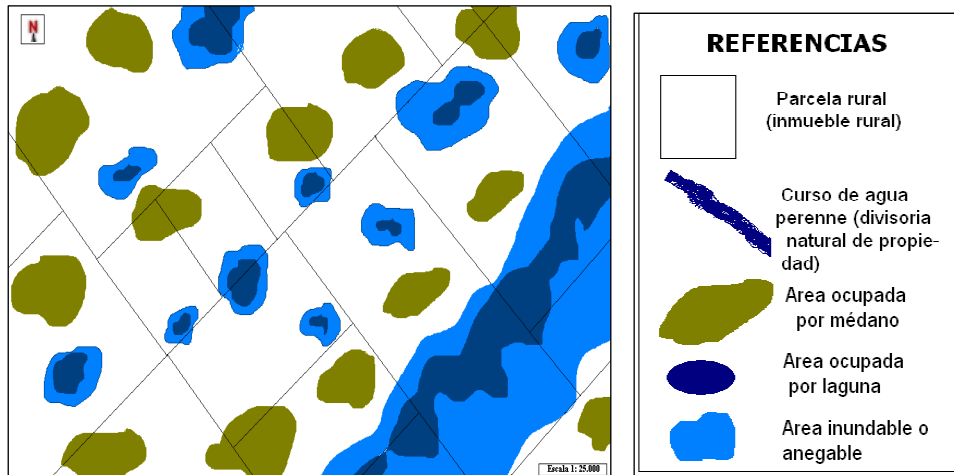 N
Escala 1: 25.000
REFERENCIAS
Parcela rural
(inmueble rural)
Curso de agua
perenne (divisoria
natural de propie-
dad)
Area ocupada
por médano
Area ocupada
por laguna
Area inundable o
anegable